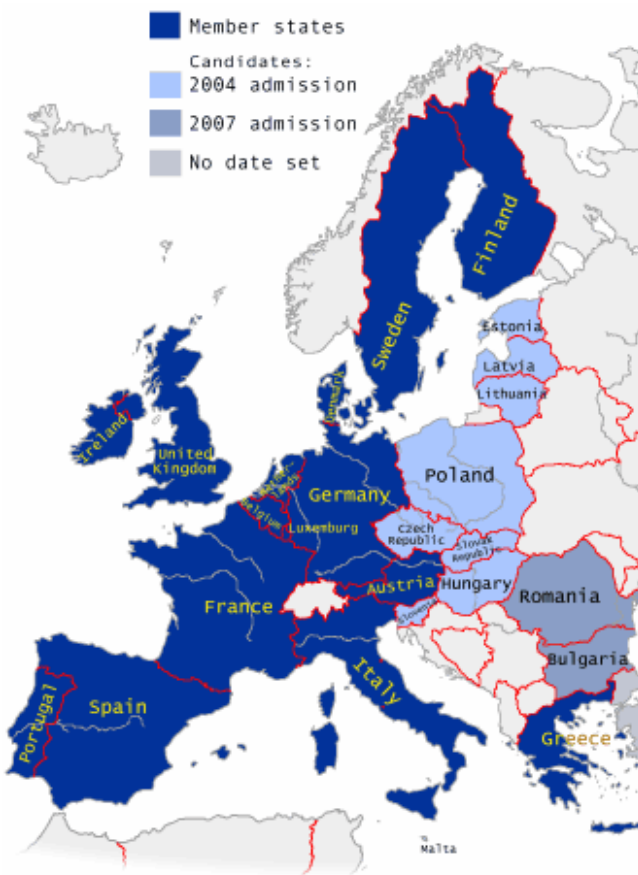 Member states
Candidates:
2004 admission
2007 admission
No date set
Finland
Sweden
Estonia
Latvia
Lithuania
Denmark
Ireland
United
Kingdom
Nether-
lands
Belgium
Germany
Luxemburg
Poland
Czech
Republic
Slovak
Republic
Austria
Hungary
Slovenia
France
Romania
Bulgaria
Italy
Portugal
Spain
Greece
Malta